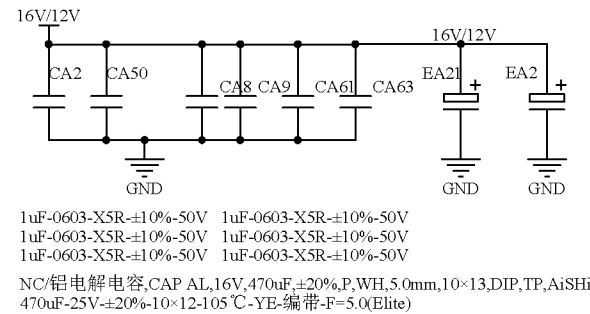 16V/12V
16V/12V
CA2 CA50 CA8 CA9 CA61 CA63 EA21 + EA2 +
GND GND GND
1uF-0603-X5R-±10%-50V 1uF-0603-X5R-±10%-50V
1uF-0603-X5R-±10%-50V 1uF-0603-X5R-±10%-50V
1uF-0603-X5R-±10%-50V 1uF-0603-X5R-±10%-50V
NC/铝电解电容,CAP AL,16V,470uF,±20%,P,WH,5.0mm,10×13,DIP,TP,AiSHi
470uF-25V-±20%-10×12-105℃-YE-编带-F=5.0(Elite)